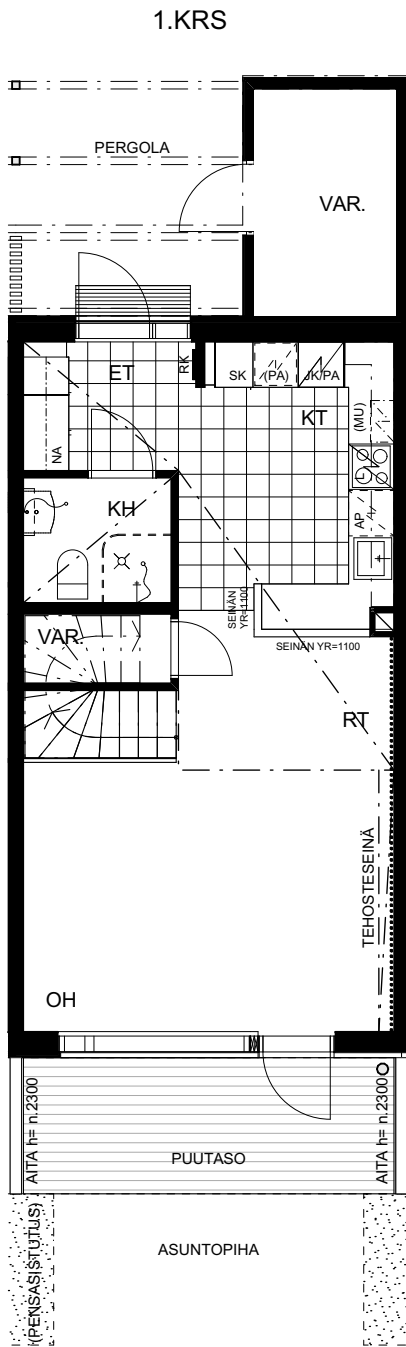 1.KRS
PERGOLA
VAR.
ET
RK
SK
(PA)
JK/PA
KT
(MU)
NA
L
KH
AP
VAR.
SEINÄN
YR=1100
SEINÄN YR=1100
RT
TEHOSTESEINÄ
OH
AITA h= n.2300
PUUTASO
AITA h= n.2300
(PENSASISTUTUS)
ASUNTOPIHA